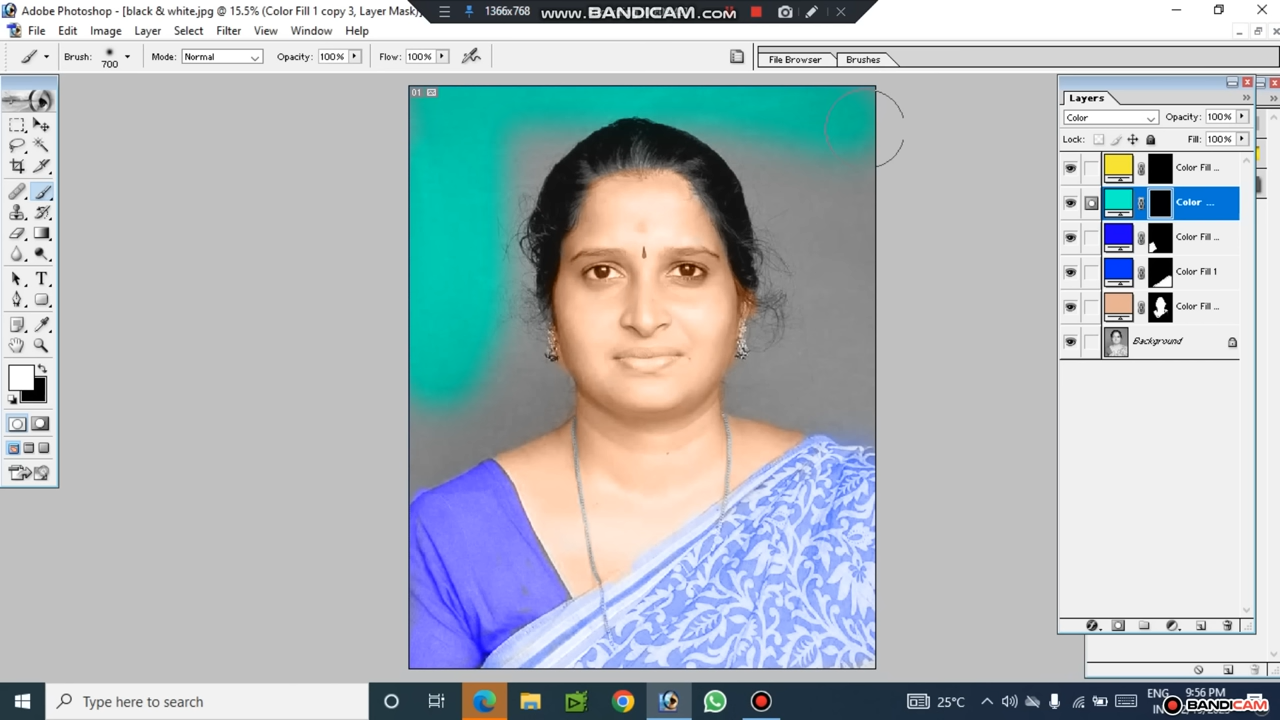 Adobe Photoshop - [black & white.jpg @ 15.5% (Color Fill 1 copy 3, Layer Mask)
1366x768
www.BANDICAM.com
File Edit Image Layer Select Filter View Window Help
Brush: 700 Mode: Normal Opacity: 100% Flow: 100%
File Browser Brushes
Layers
Color Opacity: 100%
Lock: Fill: 100%
01
Color Fill ...
Color ...
Color Fill ...
Color Fill 1
Color Fill ...
Background
Type here to search
25°C
ENG
9:56 PM
BANDICAM